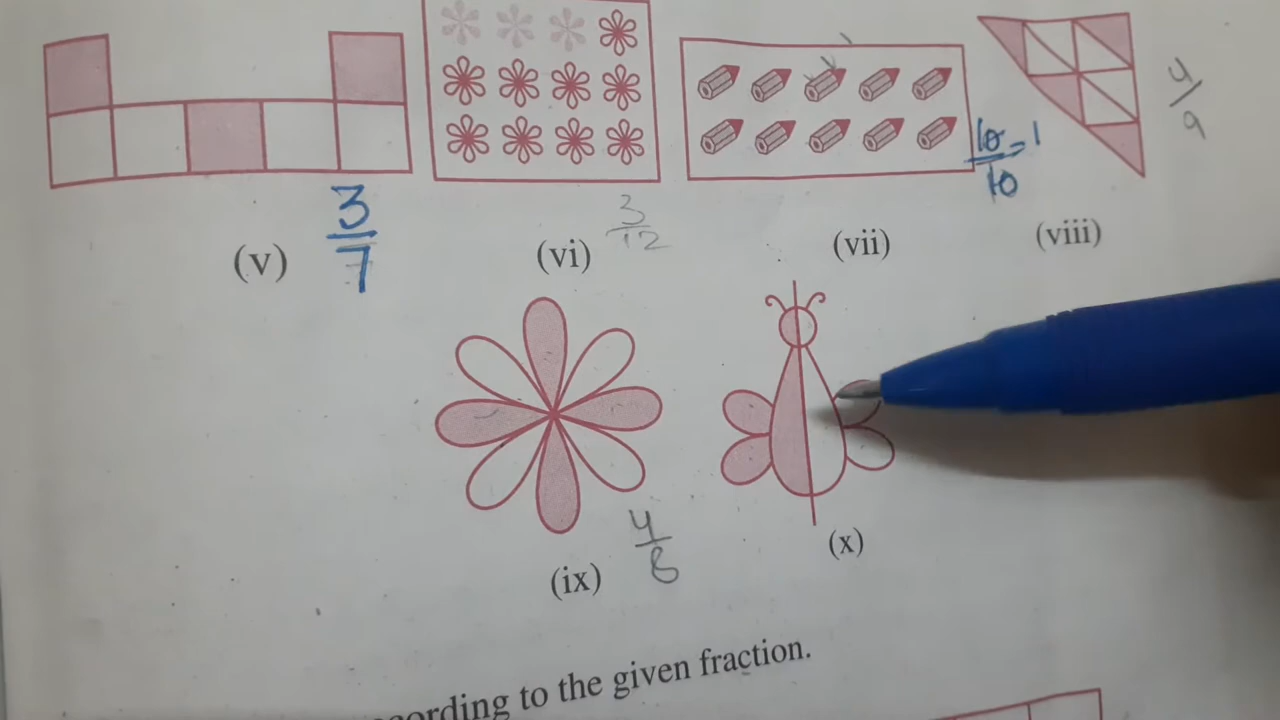 4/9
10/10 = 1
3/7
3/12
(v)
(vi)
(vii)
(viii)
4/8
(ix)
(x)
cording to the given fraction.